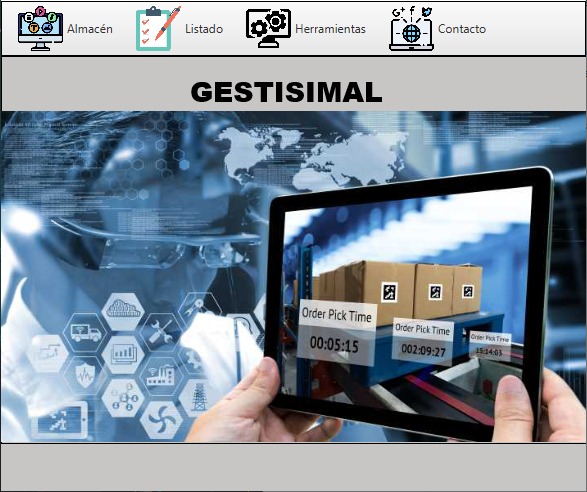 Almacén
Listado
Herramientas
Contacto
GESTISIMAL
Order Pick Time
00:05:15
Order Pick Time
002:09:27
Order Pick Time
15:14:03